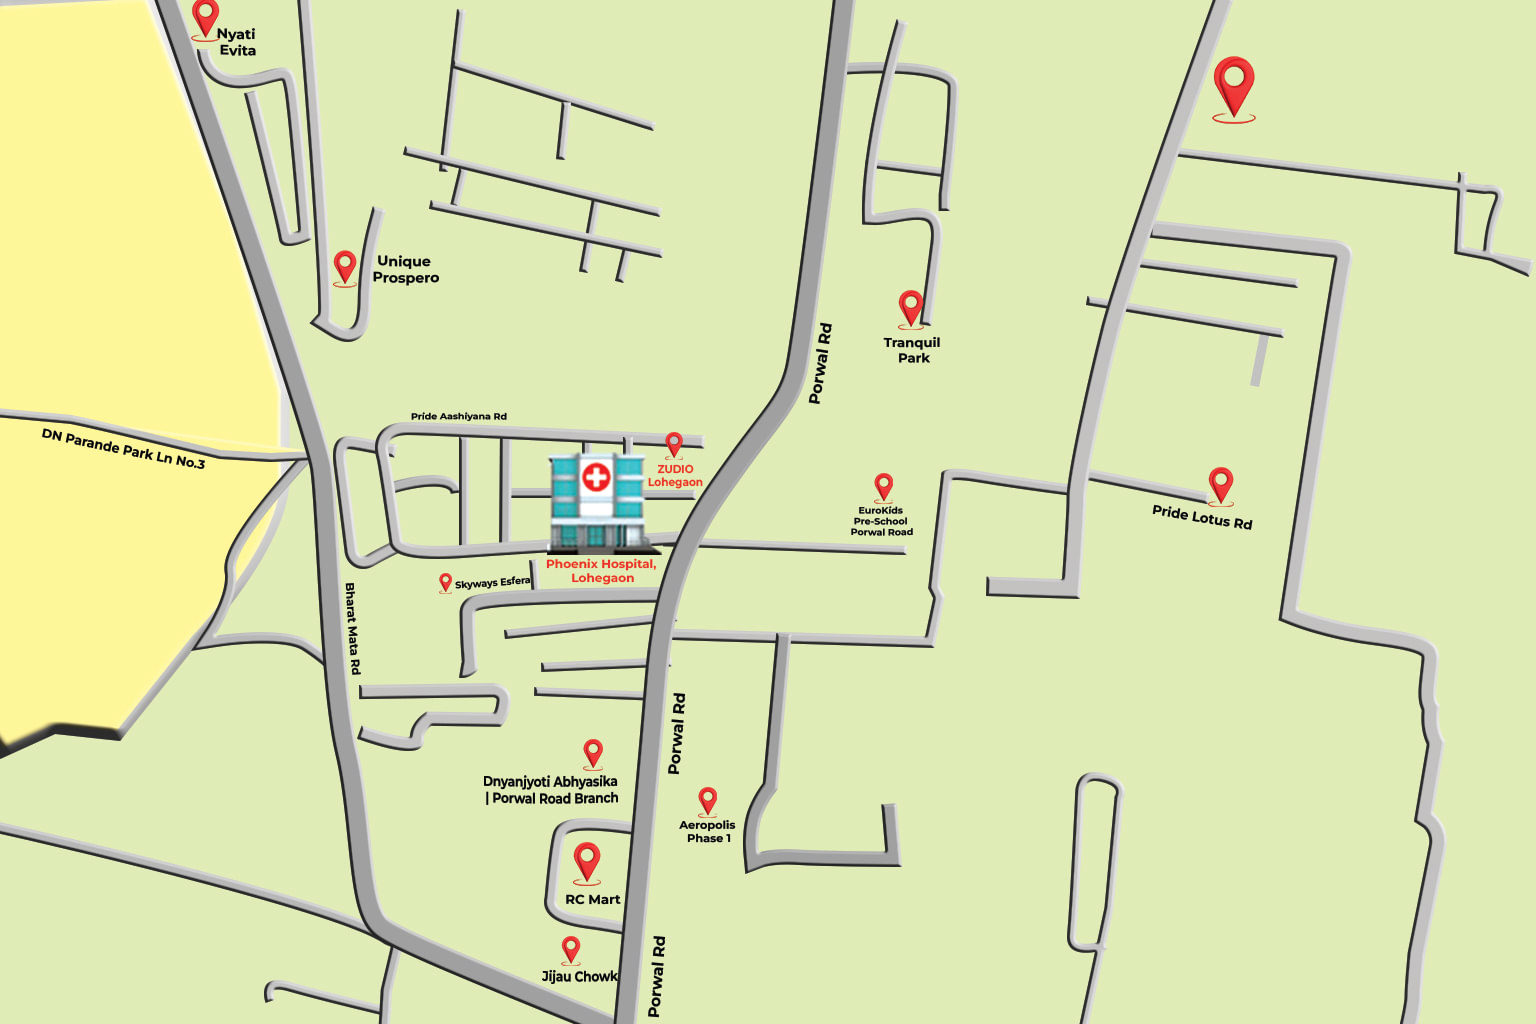 Nyati
Evita
Unique
Prospero
Porwal Rd
Tranquil
Park
Pride Aashiyana Rd
DN Parande Park Ln No.3
ZUDIO
Lohegaon
EuroKids
Pre-School
Porwal Road
Pride Lotus Rd
Phoenix Hospital,
Lohegaon
Skyways Esfera
Bharat Mata Rd
Porwal Rd
Dnyanjyoti Abhyasika
| Porwal Road Branch
Aeropolis
Phase 1
RC Mart
Jijau Chowk
Porwal Rd